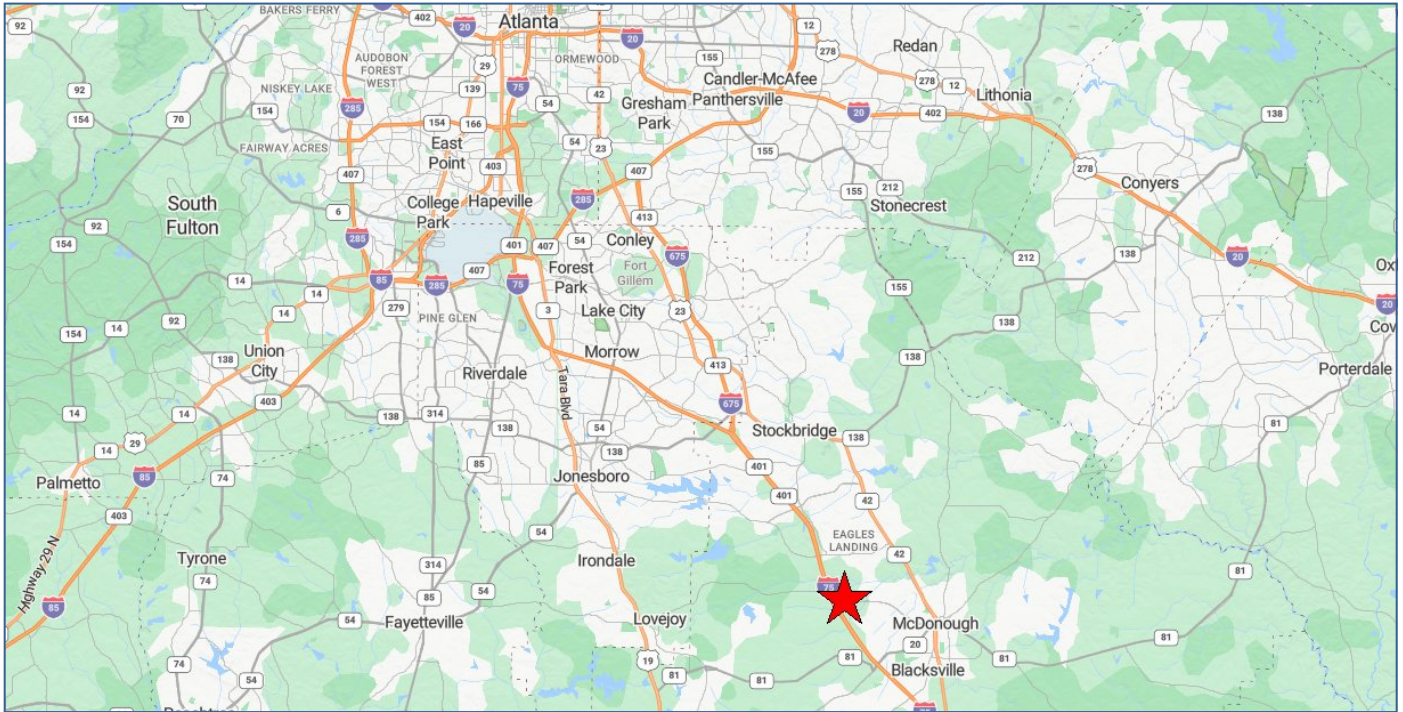 BAKERS FERRY
92
402
20
Atlanta
12
Redan
20
278
AUDOBON
FOREST
WEST
29
ORMEWOOD
155
Candler-McAfee
278
12
NISKEY LAKE
92
139
75
54
42
Gresham
Park
Panthersville
Lithonia
285
154
154
70
20
402
138
154
166
FAIRWAY ACRES
East
Point
54
23
155
403
407
278
407
155
212
Conyers
South
Fulton
College
Park
Hapeville
285
Stonecrest
6
413
92
154
285
401
407
54
Conley
675
138
212
20
407
Forest
Park
Fort
Gillem
Oxf
14
85
285
75
155
14
279
20
92
14
PINE GLEN
3
Lake City
23
138
Cov
154
14
138
Union
City
Morrow
138
Riverdale
413
Porterdale
403
Tara Blvd
675
14
14
138
314
138
54
Stockbridge
138
81
29
14
138
85
401
Palmetto
85
74
Jonesboro
401
42
403
54
EAGLES
LANDING
42
Highway 29 N
Tyrone
314
Irondale
81
74
85
54
75
85
54
Fayetteville
Lovejoy
McDonough
20
81
74
19
81
81
Blacksville
54
81
81